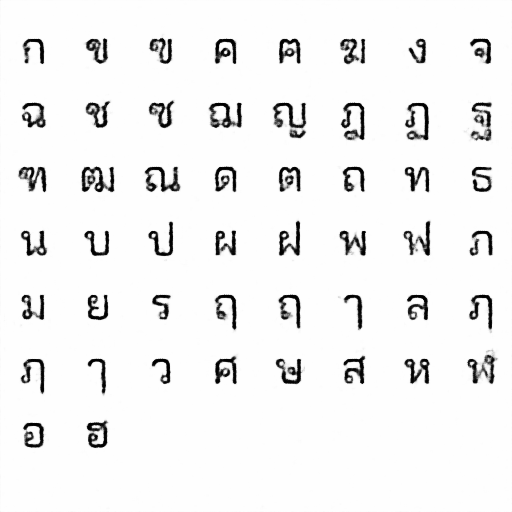 ก ข ฃ ค ฅ ฆ ง จ
ฉ ช ซ ฌ ญ ฎ ฏ ฐ
ฑ ฒ ณ ด ต ถ ท ธ
น บ ป ผ ฝ พ ฟ ภ
ม ย ร ฤ ฤ ๅ ล ฦ
ฦ ๅ ว ศ ษ ส ห ฬ
อ ฮ